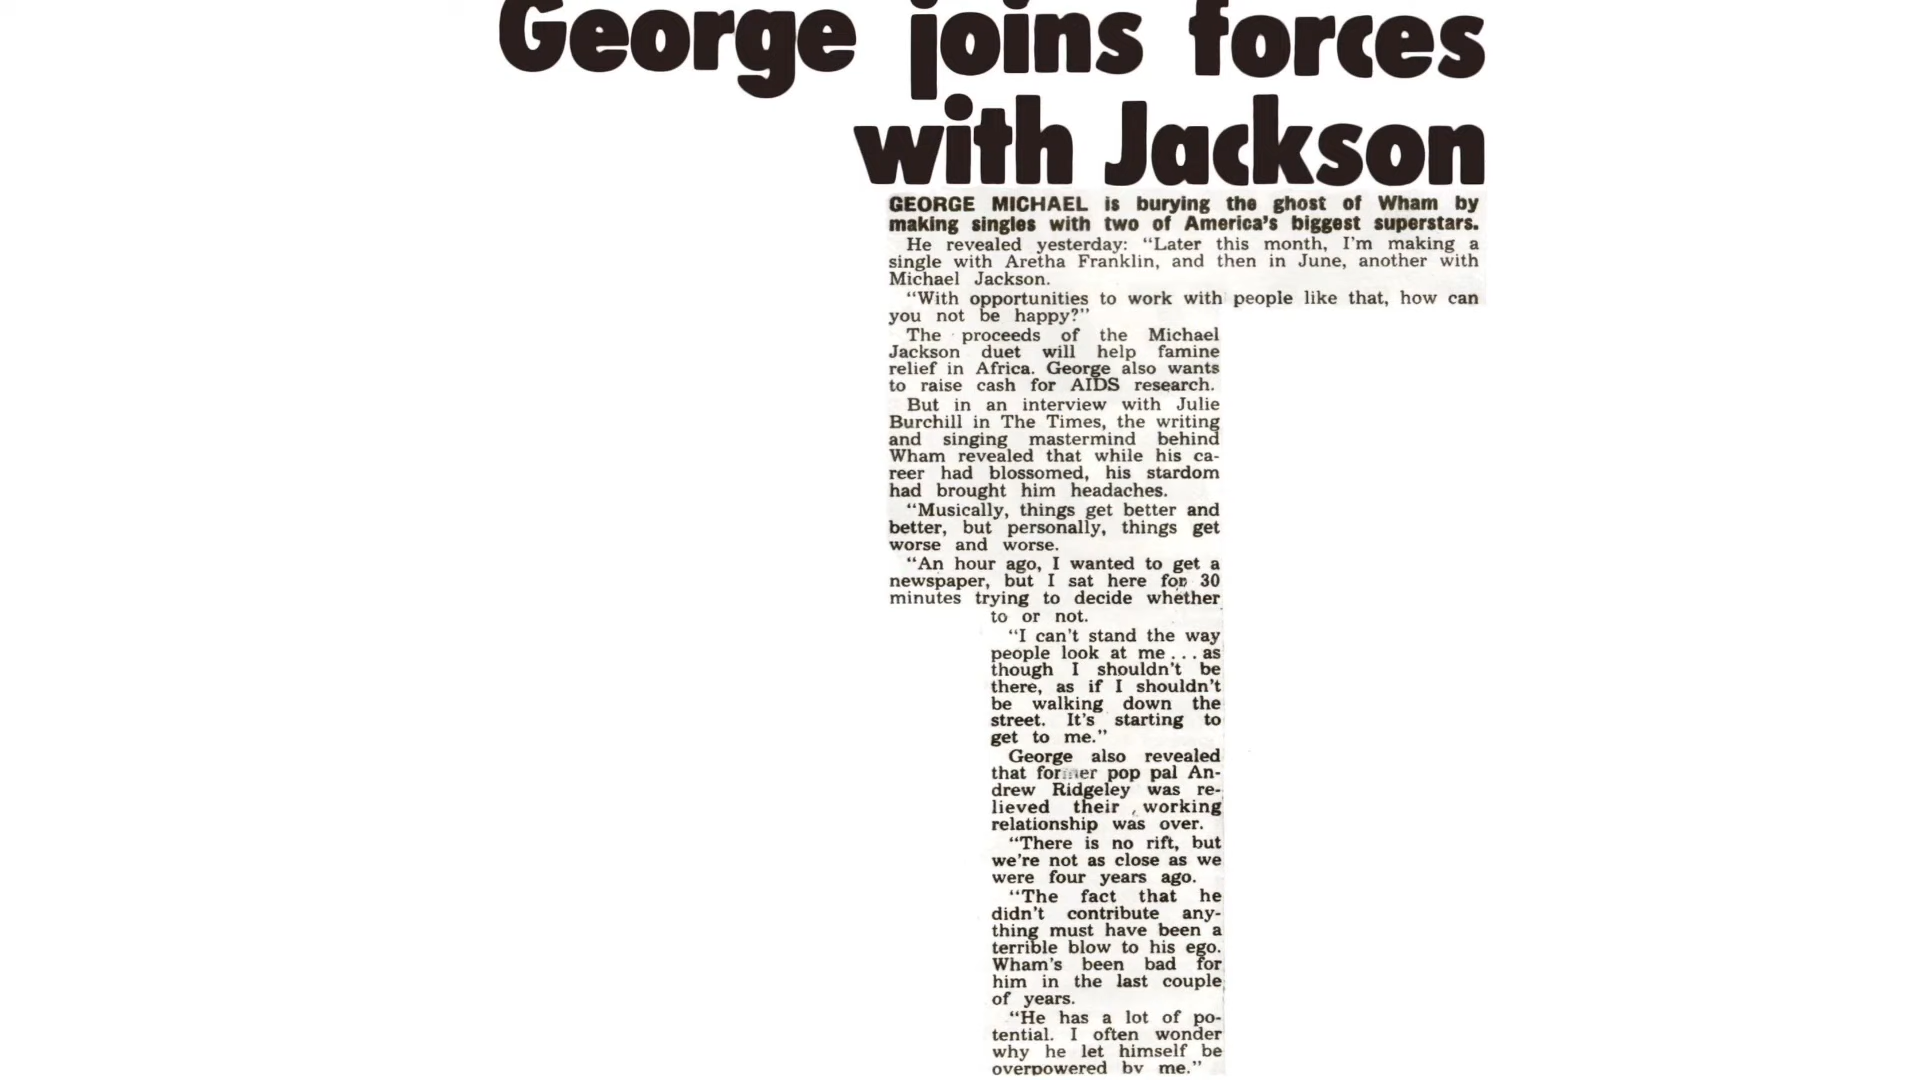 George joins forces
with Jackson
GEORGE MICHAEL is burying the ghost of Wham by
making singles with two of America's biggest superstars.
He revealed yesterday: "Later this month, I'm making a
single with Aretha Franklin, and then in June, another with
Michael Jackson.
"With opportunities to work with people like that, how can
you not be happy?"
The proceeds of the Michael
Jackson duet will help famine
relief in Africa. George also wants
to raise cash for AIDS research.
But in an interview with Julie
Burchill in The Times, the writing
and singing mastermind behind
Wham revealed that while his ca-
reer had blossomed, his stardom
had brought him headaches.
"Musically, things get better and
better, but personally, things get
worse and worse.
"An hour ago, I wanted to get a
newspaper, but I sat here for 30
minutes trying to decide whether
to or not.
"I can't stand the way
people look at me . . . as
though I shouldn't be
there, as if I shouldn't
be walking down the
street. It's starting to
get to me."
George also revealed
that former pop pal An-
drew Ridgeley was re-
lieved their working
relationship was over.
"There is no rift, but
we're not as close as we
were four years ago.
"The fact that he
didn't contribute any-
thing must have been a
terrible blow to his ego.
Wham's been bad for
him in the last couple
of years.
"He has a lot of po-
tential. I often wonder
why he let himself be
overpowered by me."